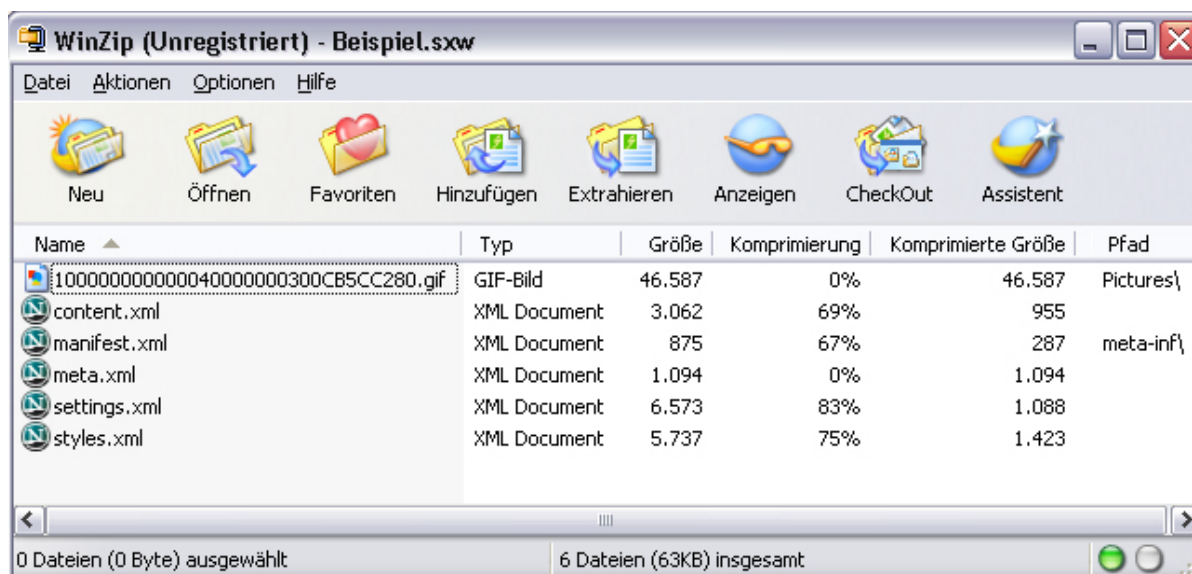 WinZip (Unregistriert) - Beispiel.sxw
Datei Aktionen Optionen Hilfe
Neu Öffnen Favoriten Hinzufügen Extrahieren Anzeigen CheckOut Assistent
Name Typ Größe Komprimierung Komprimierte Größe Pfad
1000000000000400000000300CB5CC280.gif GIF-Bild 46.587 0% 46.587 Pictures\
content.xml XML Document 3.062 69% 955
manifest.xml XML Document 875 67% 287 meta-inf\
meta.xml XML Document 1.094 0% 1.094
settings.xml XML Document 6.573 83% 1.088
styles.xml XML Document 5.737 75% 1.423
0 Dateien (0 Byte) ausgewählt 6 Dateien (63KB) insgesamt